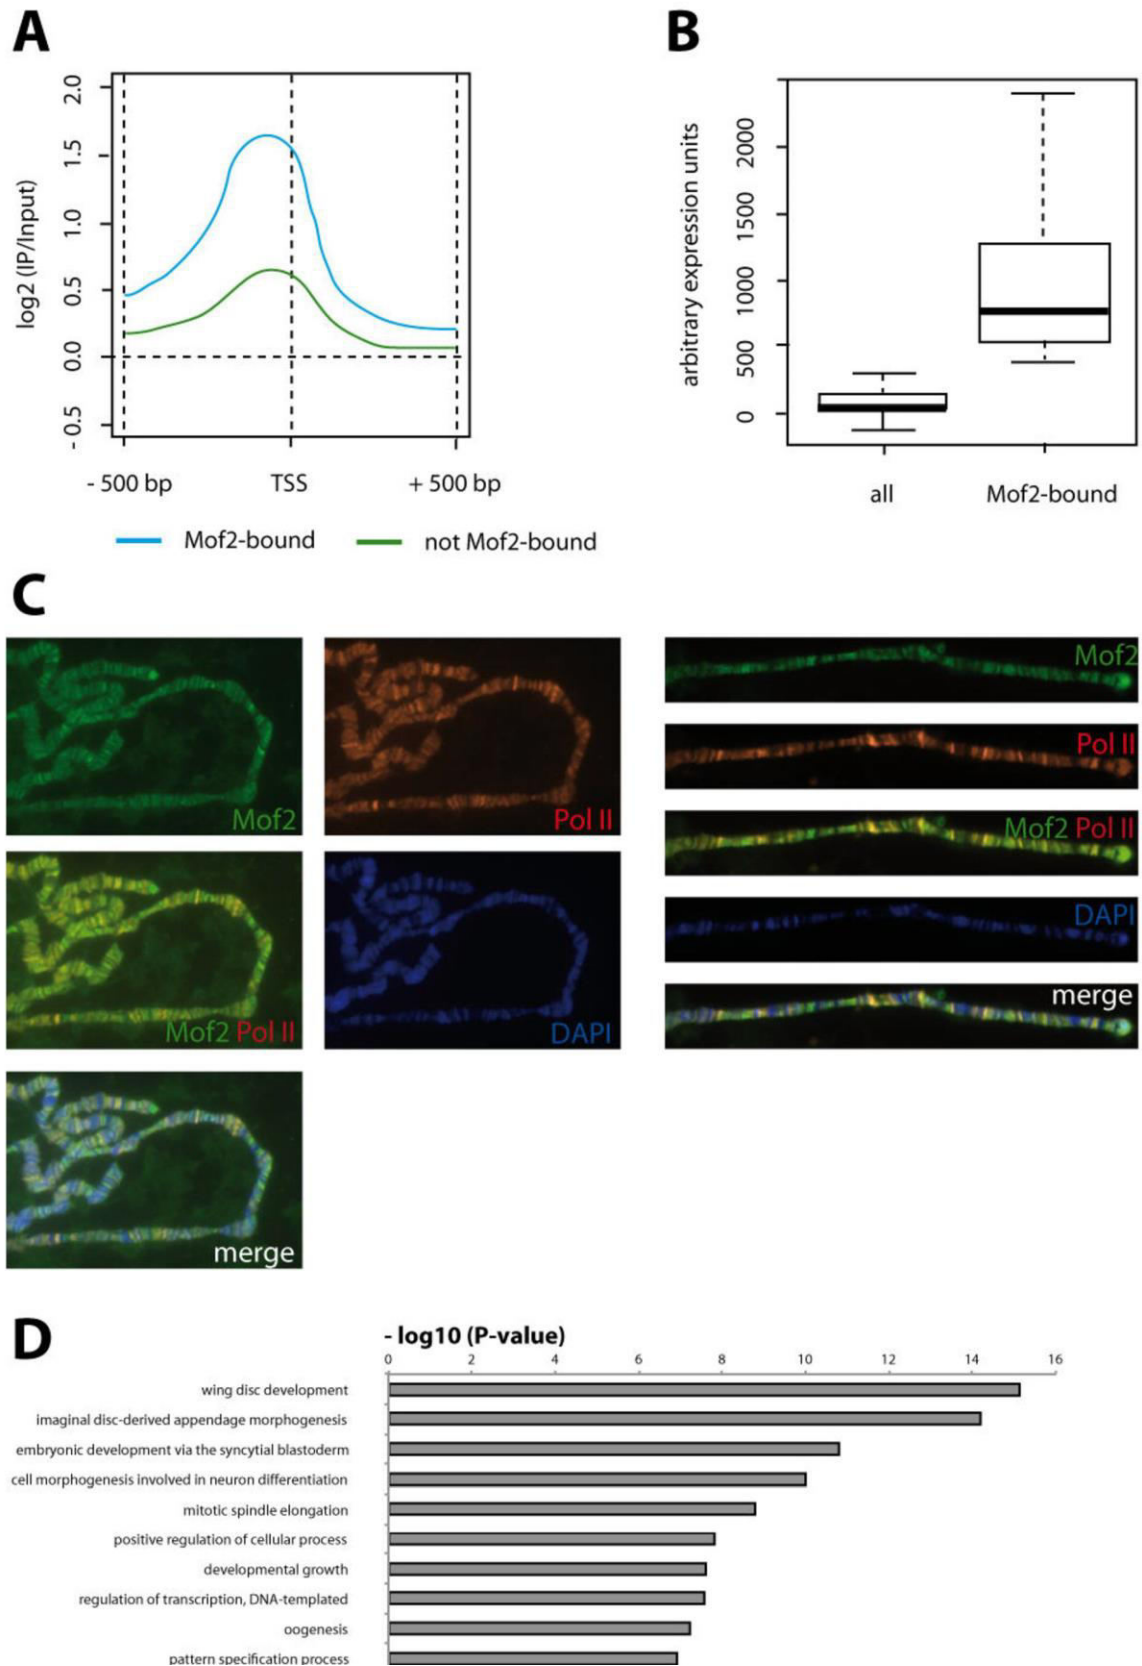 A
log2 (IP/Input)
2.0
1.5
1.0
0.5
0.0
-0.5
- 500 bp TSS + 500 bp
Mof2-bound not Mof2-bound
B
arbitrary expression units
2000
1500
1000
500
0
all Mof2-bound
C
Mof2
Pol II
Mof2 Pol II
DAPI
merge
Mof2
Pol II
Mof2 Pol II
DAPI
merge
D
- log10 (P-value)
0 2 4 6 8 10 12 14 16
wing disc development
imaginal disc-derived appendage morphogenesis
embryonic development via the syncytial blastoderm
cell morphogenesis involved in neuron differentiation
mitotic spindle elongation
positive regulation of cellular process
developmental growth
regulation of transcription, DNA-templated
oogenesis
pattern specification process